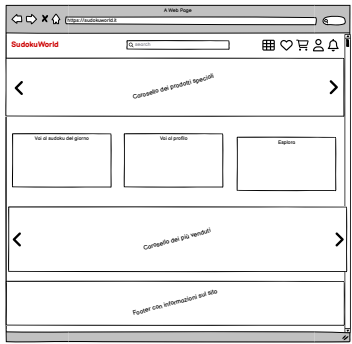 A Web Page
https://sudokuworld.it
SudokuWorld
search
Carosello dei prodotti speciali
Vai al sudoku del giorno
Vai al profilo
Esplora
Carosello dei più venduti
Footer con informazioni sul sito